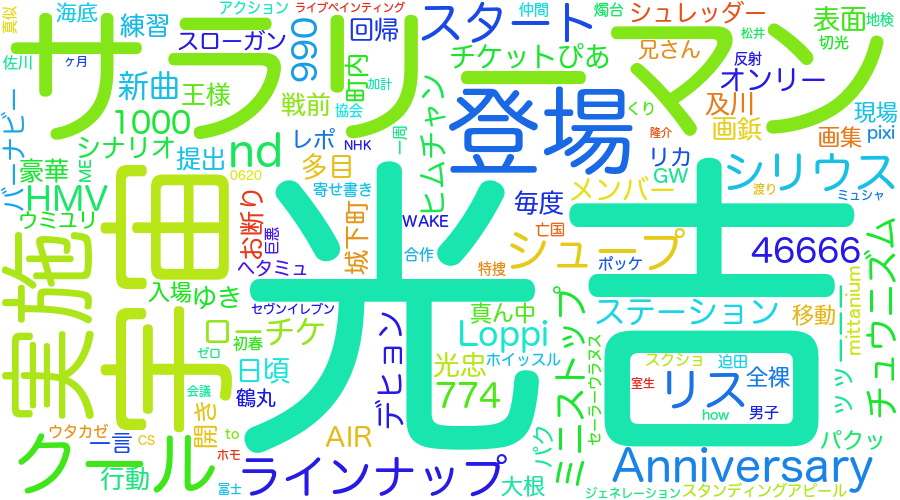 真似
海底
練習
アクション
ライブペインティング
スローガン
990
回帰
スタート
仲間
燭台
シュレッダー
表面
地検
切光
佐川
ヶ月
サラリーマン
チケットぴあ
兄さん
松井
反射
オンリー
バーナビー
新曲
王様
戦前
町内
加計
協会
及川
画鋲
現場
1000
シナリオ
提出
nd
レポ
NHK
一周
ヒムチャン
登場
くり
隆介
リカ
画集
pixi
豪華
ME
HMV
0620
多目
寄せ書き
GW
シリウス
毎度
メンバー
渡り
ミュシャ
ウミユリ
お断り
巨悪
城下町
WAKE
亡国
46666
実施
宇宙
ヘタミュ
合作
特捜
シュープ
ポッケ
チュウニズム
入場
ゆき
セヴンイレブン
光吉
真ん中
ステーション
移動
mittanium
ローチケ
初春
デヒョン
Loppi
ホイッスル
ミニストップ
セーラーウラヌス
ゼロ
日頃
光忠
スクショ
迫田
全裸
会議
鶴丸
774
リス
室生
男子
how
ウタカゼ
一言
CS
開き
to
AIR
パク
パクッ
クール
行動
ホモ
富士
ラインナップ
大根
Anniversary
ジェネレーション
スタンディングアピール